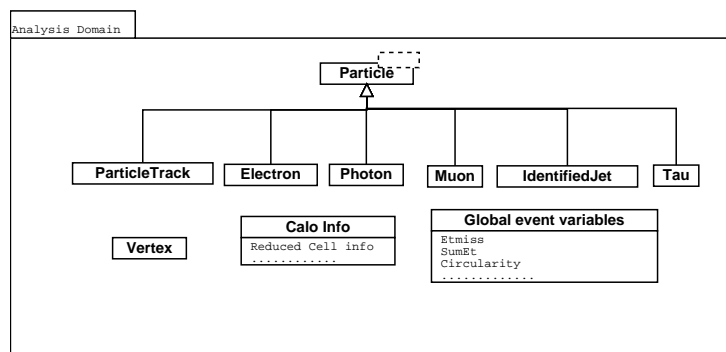 Analysis Domain
Particle
ParticleTrack
Electron
Photon
Muon
IdentifiedJet
Tau
Vertex
Calo Info
Reduced Cell info
............
Global event variables
Etmiss
SumEt
Circularity
.............